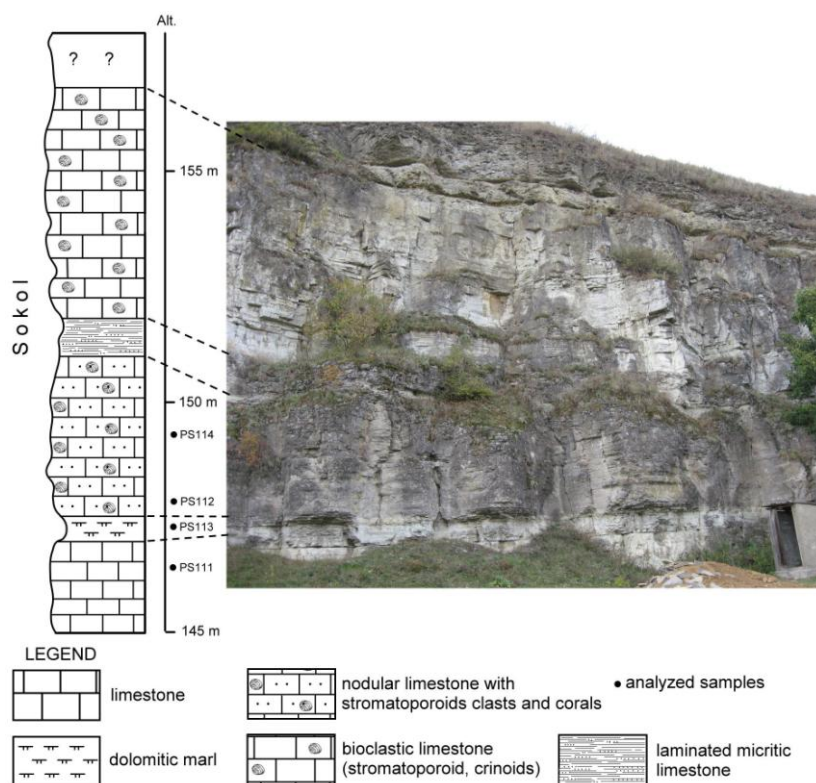 Alt.
? ?
155 m
Sokol
150 m
PS114
PS112
PS113
PS111
145 m
LEGEND
limestone
nodular limestone with
stromatoporoids clasts and corals
analyzed samples
dolomitic marl
bioclastic limestone
(stromatoporoid, crinoids)
laminated micritic
limestone